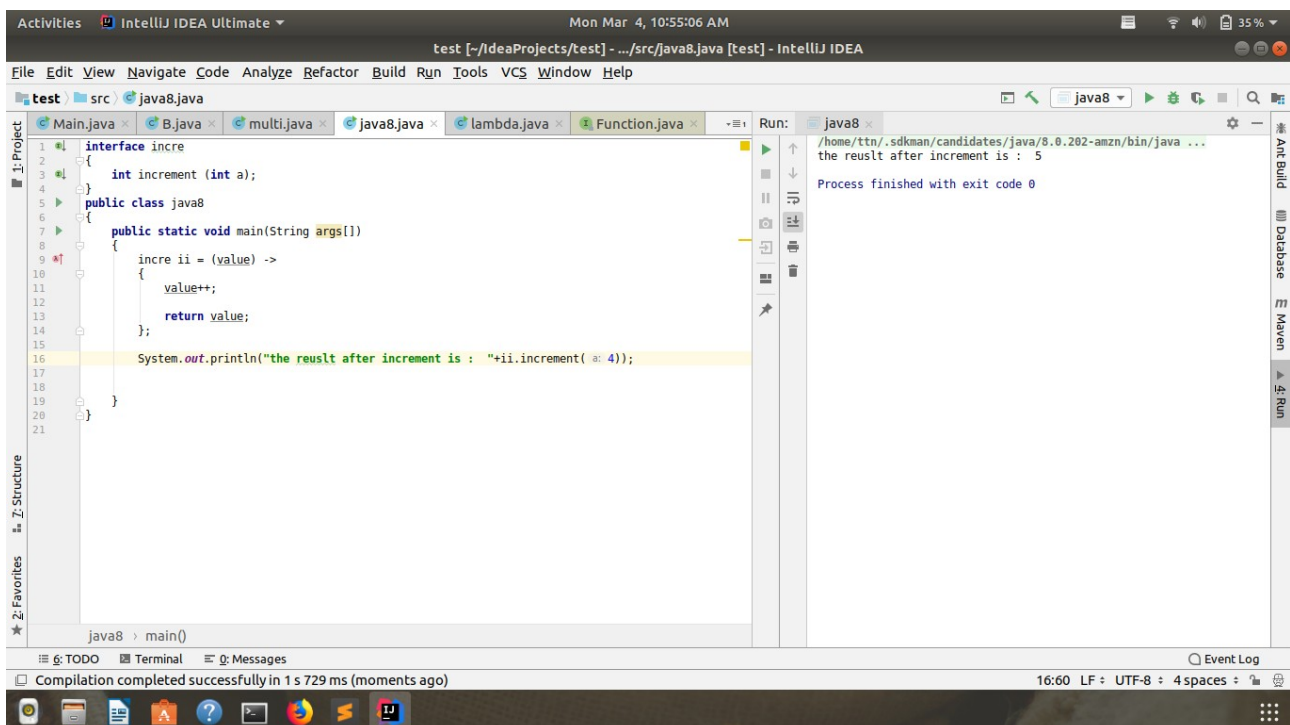 Activities IntelliJ IDEA Ultimate Mon Mar 4, 10:55:06 AM 35 %
test [~/IdeaProjects/test] - .../src/java8.java [test] - IntelliJ IDEA
File Edit View Navigate Code Analyze Refactor Build Run Tools VCS Window Help
test src java8.java java8
Main.java B.java multi.java java8.java lambda.java Function.java Run: java8
1: Project
1 interface incre
2 {
3 int increment (int a);
4 }
5 public class java8
6 {
7 public static void main(String args[])
8 {
9 incre ii = (value) ->
10 {
11 value++;
12
13 return value;
14 };
15
16 System.out.println("the reuslt after increment is :  "+ii.increment( a: 4));
17
18
19 }
20 }
21
7: Structure
2: Favorites
/home/ttn/.sdkman/candidates/java/8.0.202-amzn/bin/java ...
the reuslt after increment is :  5
Process finished with exit code 0
Ant Build
Database
m Maven
4: Run
java8 > main()
6: TODO Terminal 0: Messages Event Log
Compilation completed successfully in 1 s 729 ms (moments ago) 16:60 LF UTF-8 4 spaces